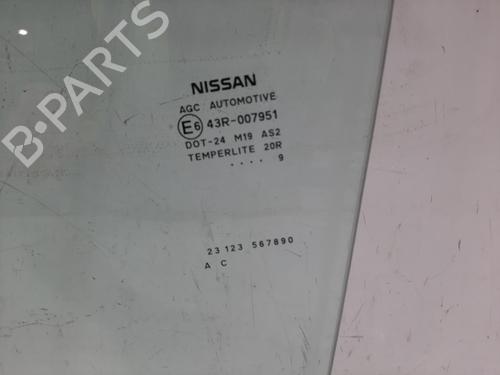 B-PARTS
NISSAN
AGC AUTOMOTIVE
E6 43R-007951
DOT-24 M19 AS2
TEMPERLITE 20R
.... 9
23 123 567890
A C